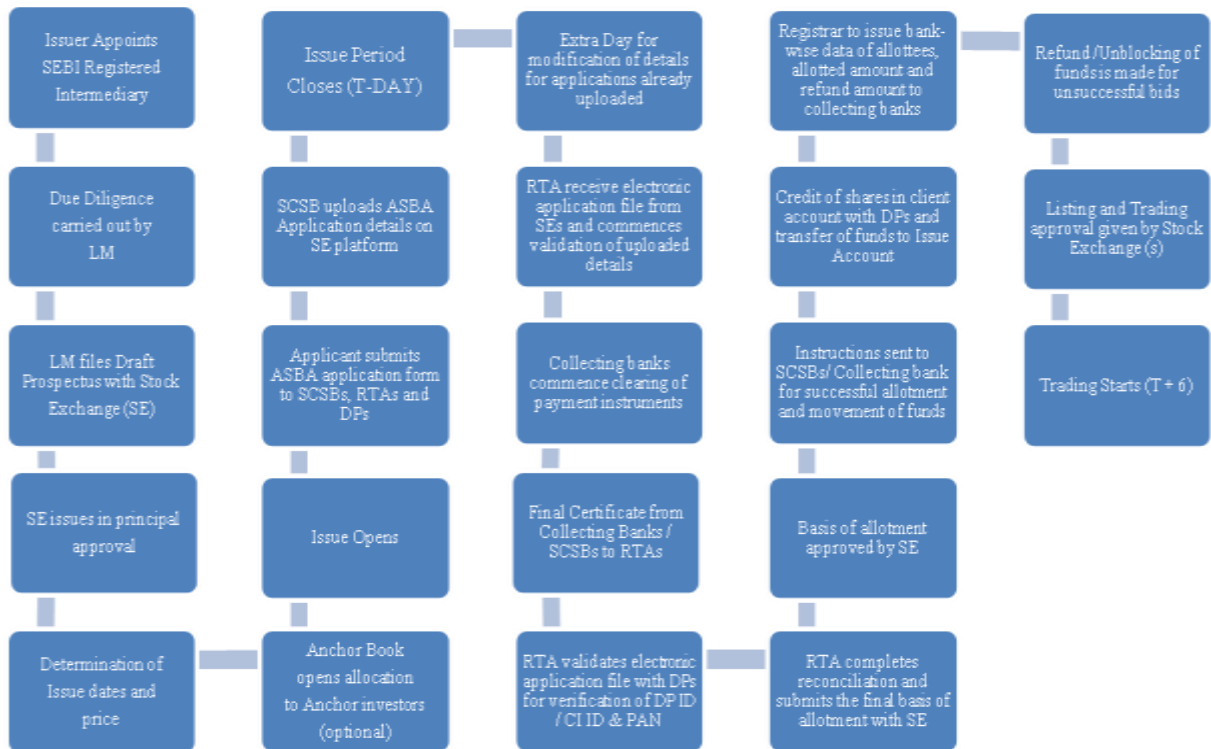 Issuer Appoints
SEBI Registered
Intermediary
Due Diligence
carried out by
LM
LM files Draft
Prospectus with Stock
Exchange (SE)
SE issues in principal
approval
Determination of
Issue dates and
price
Anchor Book
opens allocation
to Anchor investors
(optional)
Issue Opens
Applicant submits
ASBA application form
to SCSBs, RTAs and
DPs
SCSB uploads ASBA
Application details on
SE platform
Issue Period
Closes (T-DAY)
Extra Day for
modification of details
for applications already
uploaded
RTA receive electronic
application file from
SEs and commences
validation of uploaded
details
Collecting banks
commence clearing of
payment instruments
Final Certificate from
Collecting Banks /
SCSBs to RTAs
RTA validates electronic
application file with DPs
for verification of DP ID
/ CI ID & PAN
RTA completes
reconciliation and
submits the final basis of
allotment with SE
Basis of allotment
approved by SE
Instructions sent to
SCSBs/ Collecting bank
for successful allotment
and movement of funds
Credit of shares in client
account with DPs and
transfer of funds to Issue
Account
Registrar to issue bank-
wise data of allottees,
allotted amount and
refund amount to
collecting banks
Refund /Unblocking of
funds is made for
unsuccessful bids
Listing and Trading
approval given by Stock
Exchange (s)
Trading Starts (T + 6)